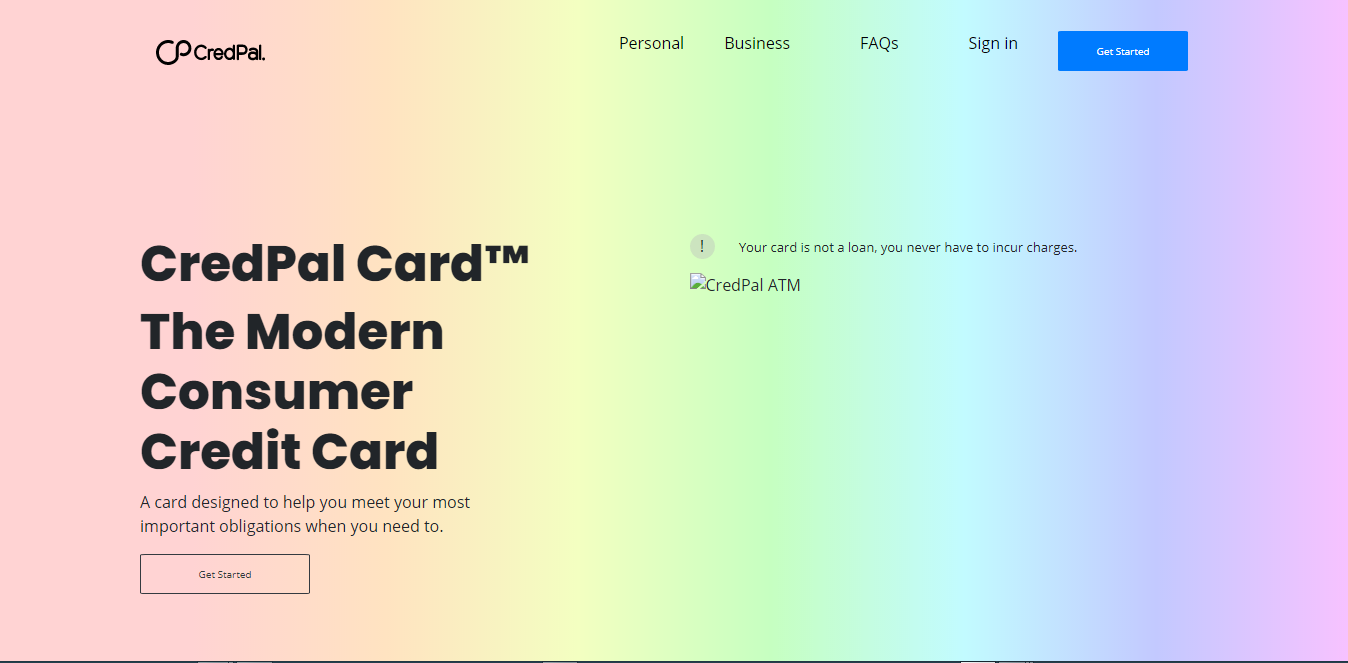 CredPal.
Personal Business FAQs Sign in Get Started
CredPal Card™
The Modern
Consumer
Credit Card
A card designed to help you meet your most
important obligations when you need to.
Get Started
! Your card is not a loan, you never have to incur charges.
CredPal ATM